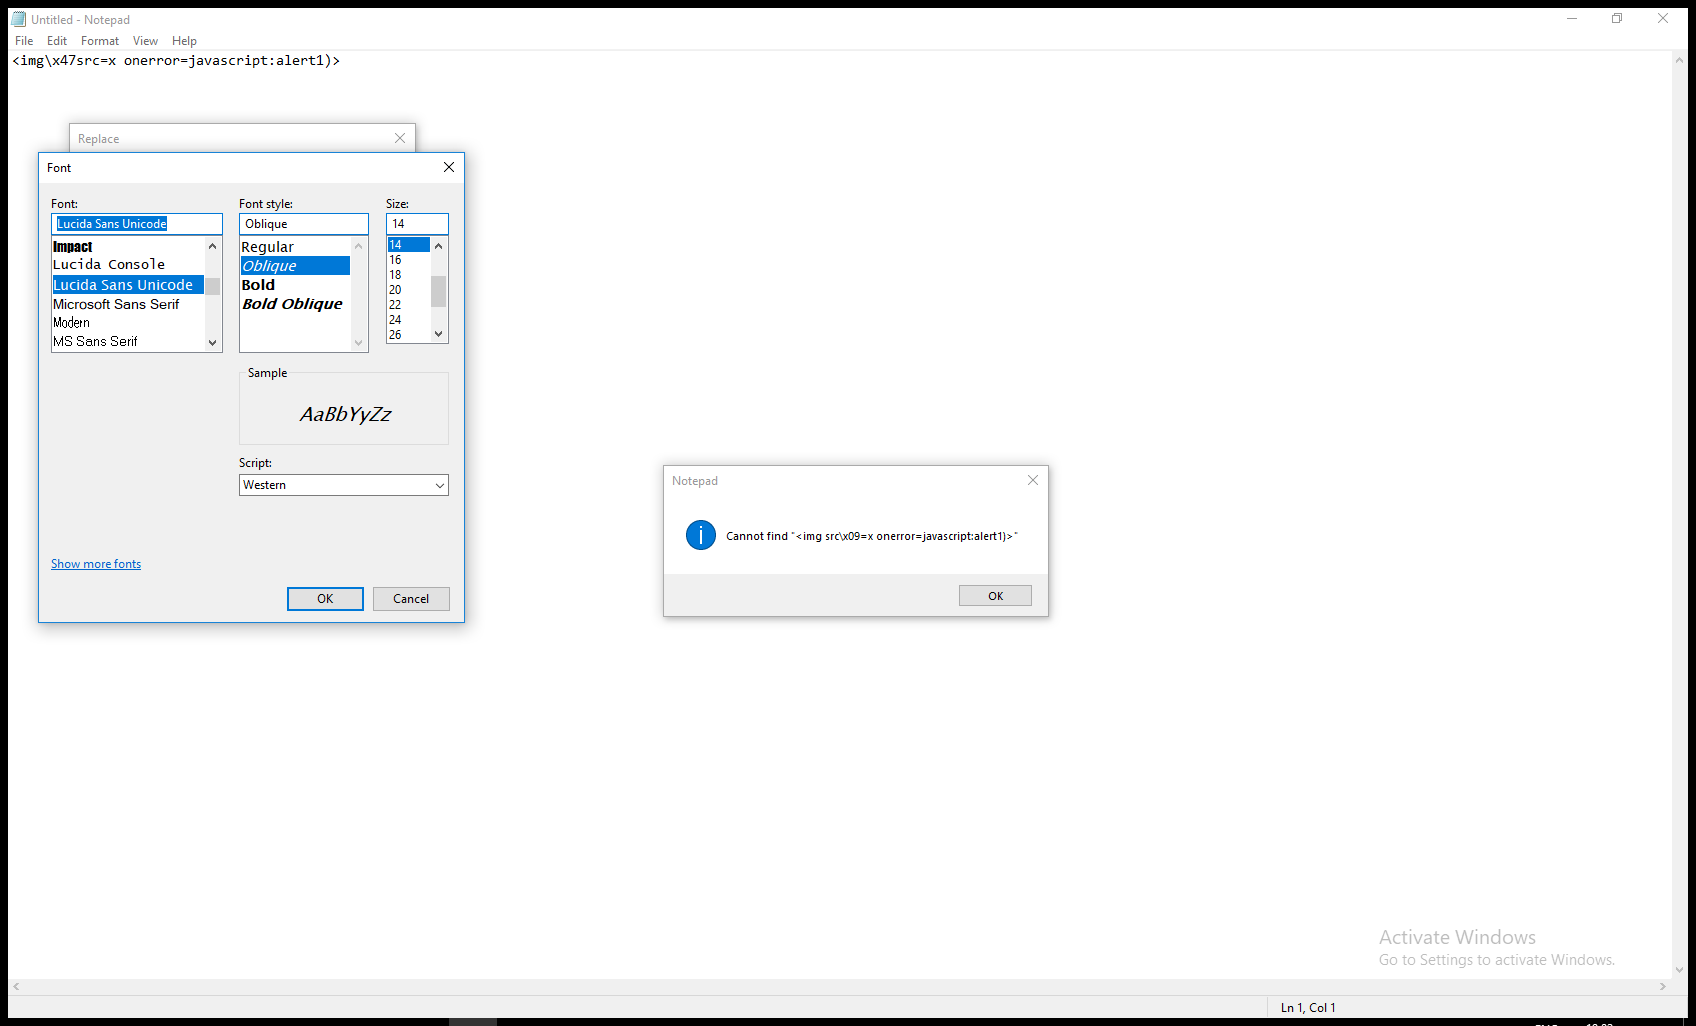 Untitled - Notepad
File Edit Format View Help
<img\x47src=x onerror=javascript:alert1)>
Replace
Font
Font: Font style: Size:
Lucida Sans Unicode Oblique 14
Impact
Lucida Console
Lucida Sans Unicode
Microsoft Sans Serif
Modern
MS Sans Serif
Regular
Oblique
Bold
Bold Oblique
14
16
18
20
22
24
26
Sample
AaBbYyZz
Script:
Western
Show more fonts
OK Cancel
Notepad
Cannot find "<img src\x09=x onerror=javascript:alert1)>"
OK
Activate Windows
Go to Settings to activate Windows.
Ln 1, Col 1